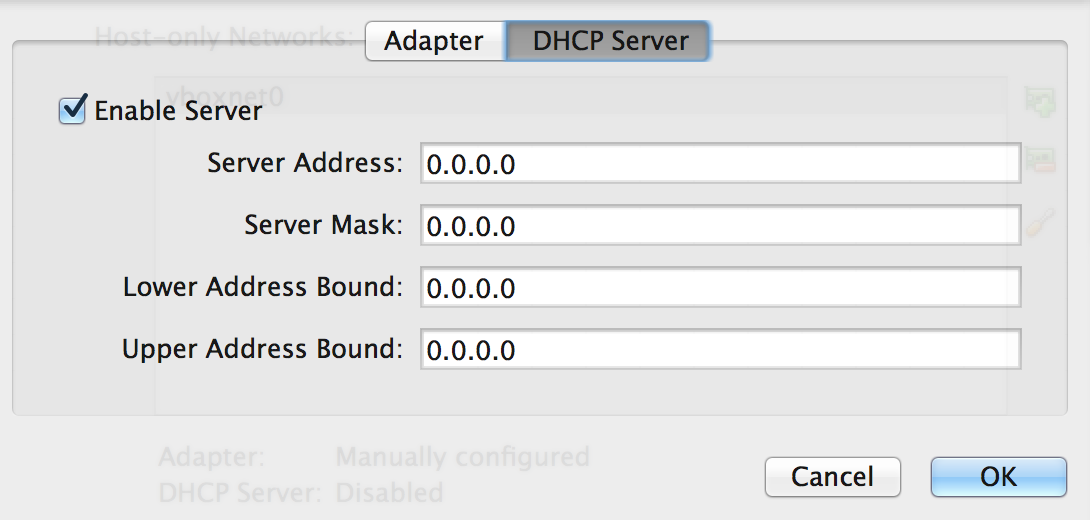 Host-only Networks:
Adapter
DHCP Server
vboxnet0
Enable Server
Server Address: 0.0.0.0
Server Mask: 0.0.0.0
Lower Address Bound: 0.0.0.0
Upper Address Bound: 0.0.0.0
Adapter: Manually configured
DHCP Server: Disabled
Cancel
OK